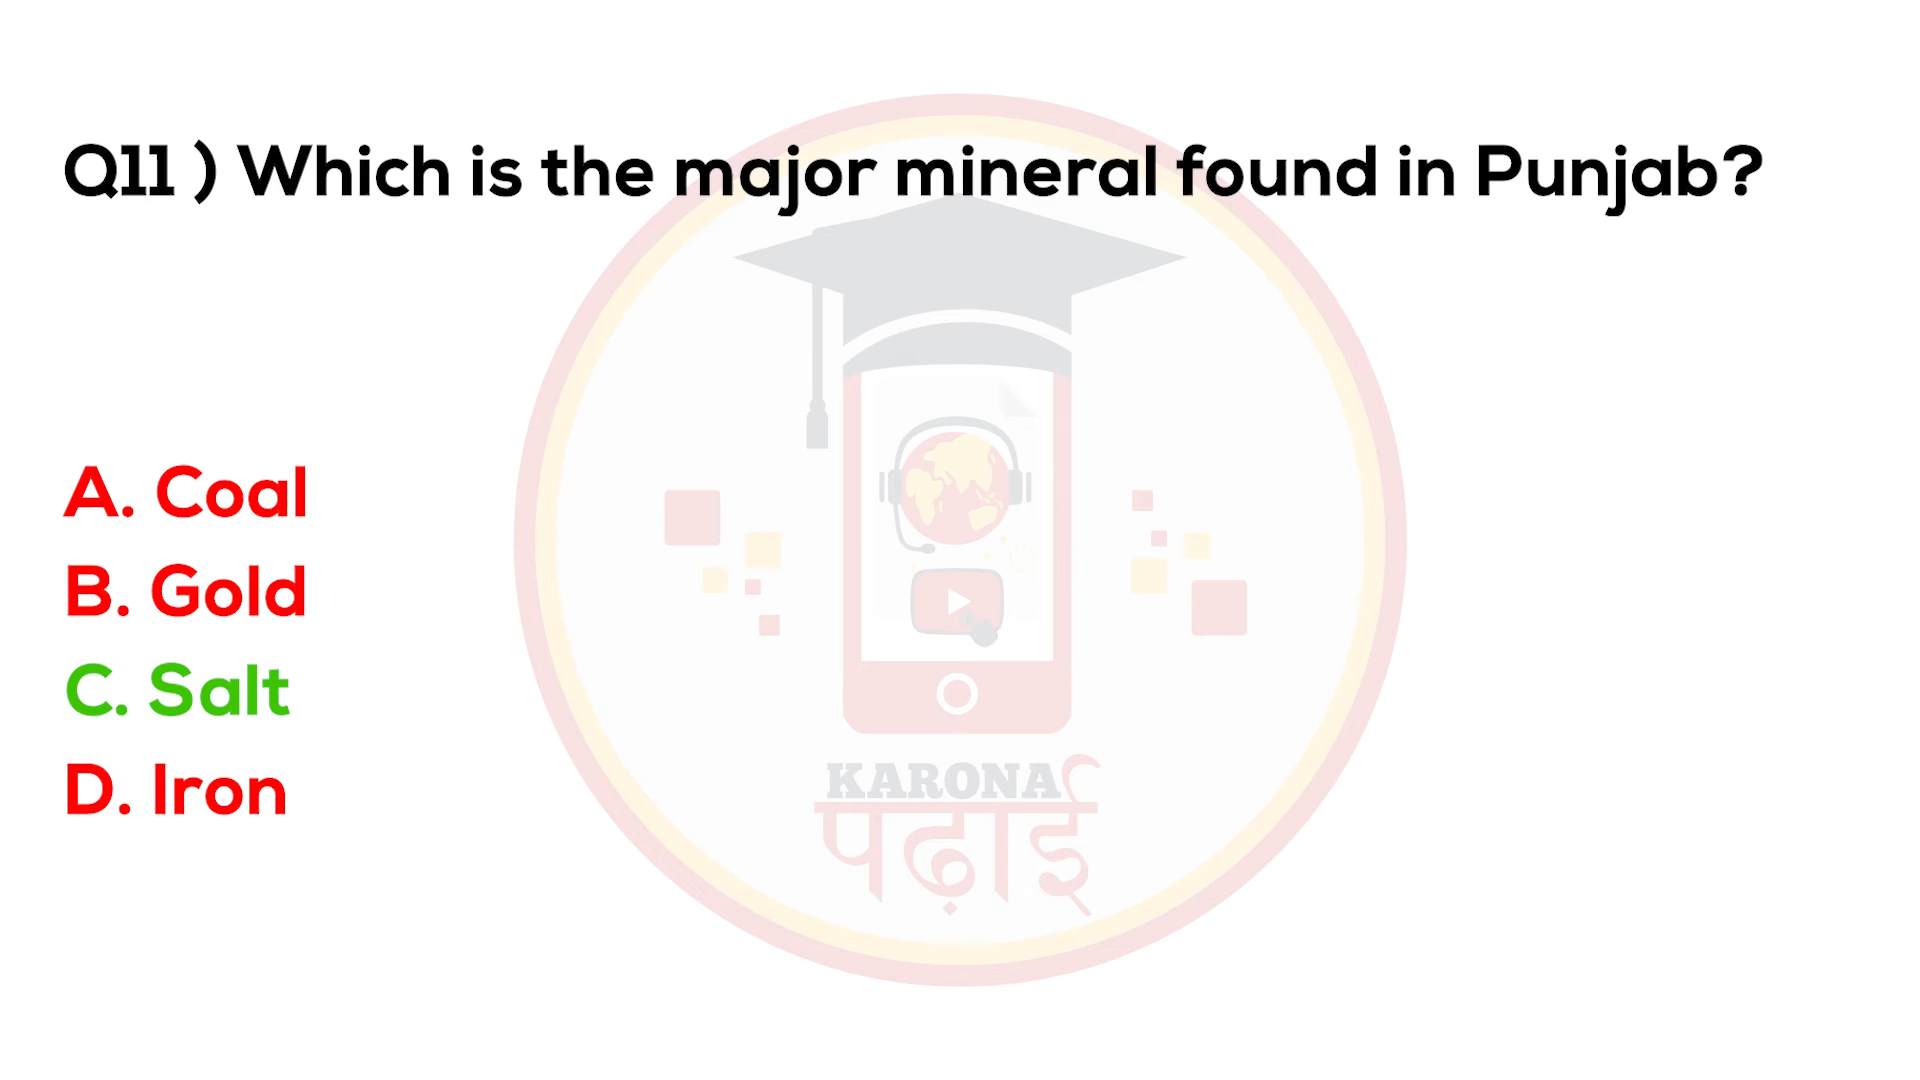 Q11 ) Which is the major mineral found in Punjab?
A. Coal
B. Gold
C. Salt
D. Iron
KARONA
पढ़ाई